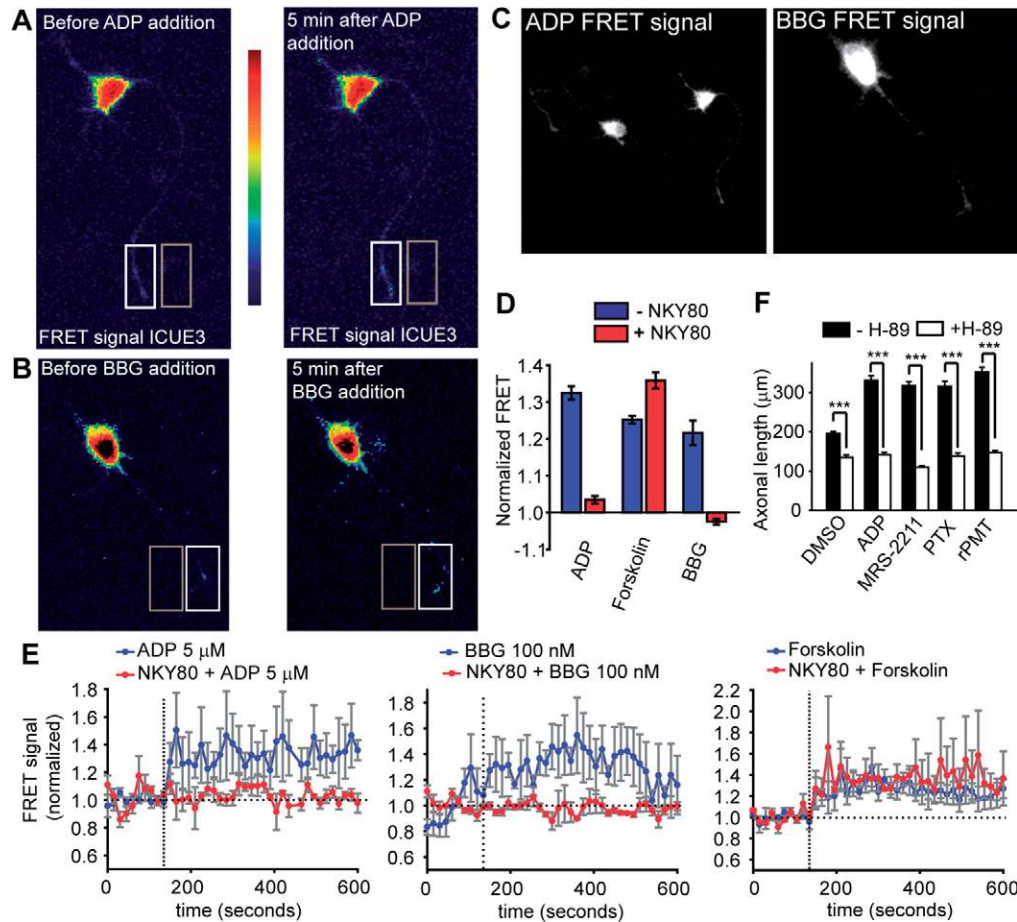 A
Before ADP addition
FRET signal ICUE3
5 min after ADP
addition
FRET signal ICUE3
B
Before BBG addition
5 min after
BBG addition
C
ADP FRET signal
BBG FRET signal
D
- NKY80
+ NKY80
Normalized FRET
1.4
1.3
1.2
1.1
1.0
-1.1
ADP
Forskolin
BBG
F
- H-89
+H-89
Axonal length (µm)
300
200
100
0
***
***
***
***
***
DMSO
ADP
MRS-2211
PTX
rPMT
E
ADP 5 µM
NKY80 + ADP 5 µM
FRET signal
(normalized)
1.8
1.6
1.4
1.2
1.0
0.8
0.6
0 200 400 600
time (seconds)
BBG 100 nM
NKY80 + BBG 100 nM
1.8
1.6
1.4
1.2
1.0
0.8
0.6
0 200 400 600
time (seconds)
Forskolin
NKY80 + Forskolin
2.2
2.0
1.8
1.6
1.4
1.2
1.0
0.8
0.6
0 200 400 600
time (seconds)